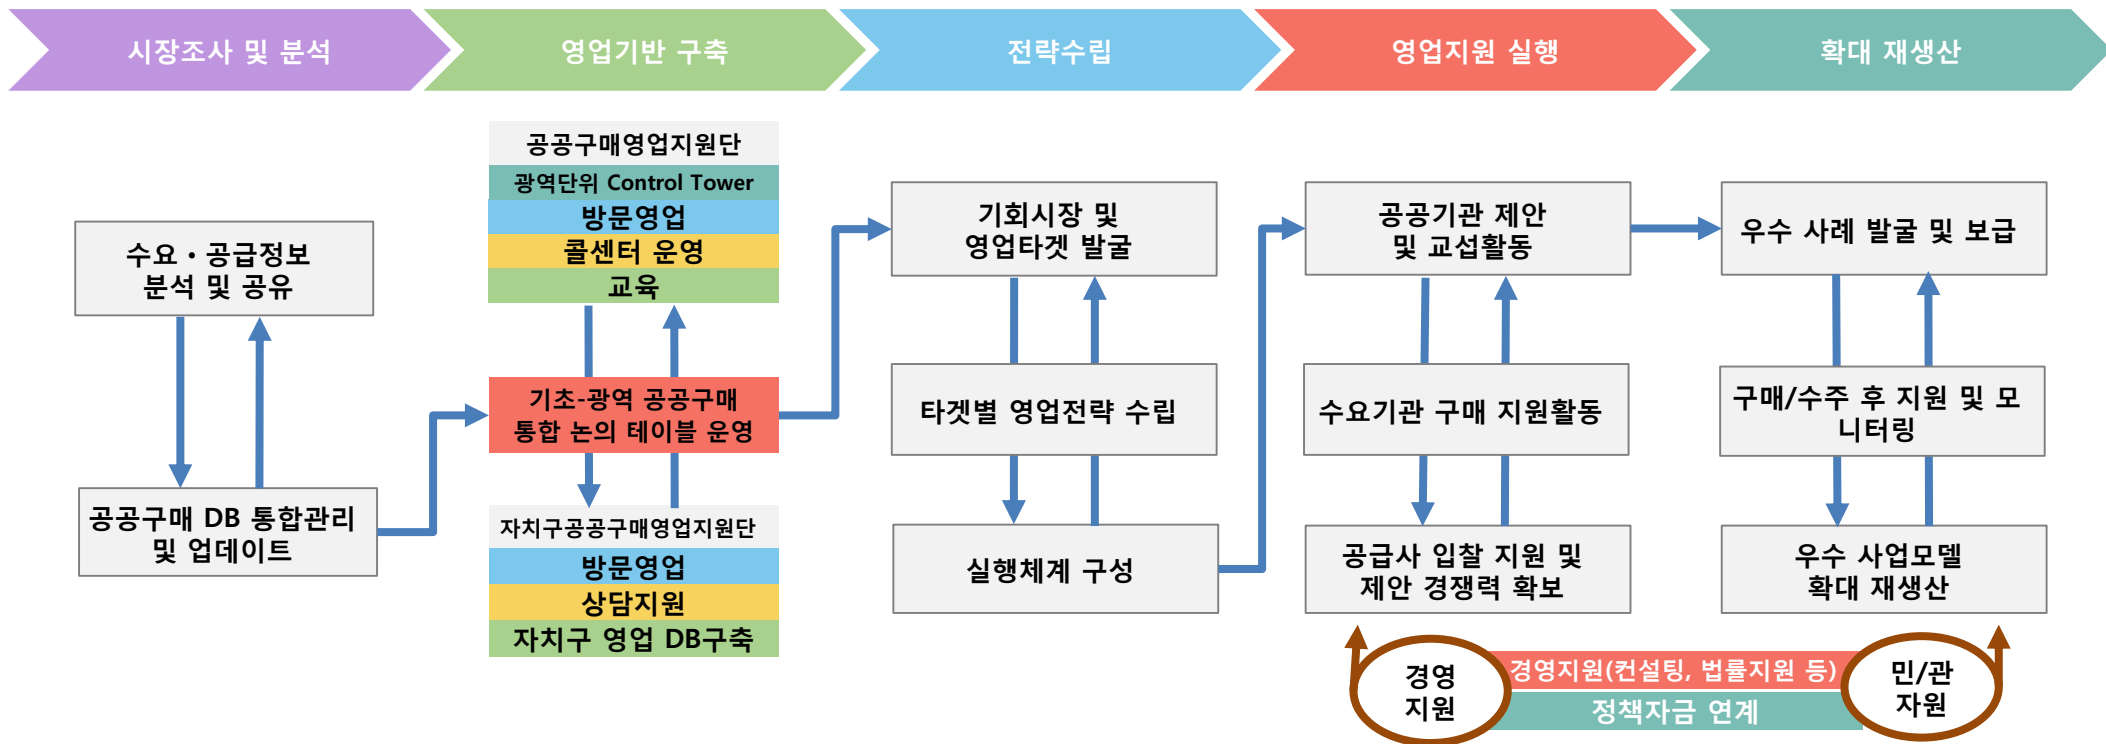 시장조사 및 분석
영업기반 구축
전략수립
영업지원 실행
확대 재생산
수요・공급정보
분석 및 공유
공공구매 DB 통합관리
및 업데이트
공공구매영업지원단
광역단위 Control Tower
방문영업
콜센터 운영
교육
기초-광역 공공구매
통합 논의 테이블 운영
자치구공공구매영업지원단
방문영업
상담지원
자치구 영업 DB구축
기회시장 및
영업타겟 발굴
타겟별 영업전략 수립
실행체계 구성
공공기관 제안
및 교섭활동
수요기관 구매 지원활동
공급사 입찰 지원 및
제안 경쟁력 확보
우수 사례 발굴 및 보급
구매/수주 후 지원 및 모
니터링
우수 사업모델
확대 재생산
경영
지원
경영지원(컨설팅, 법률지원 등)
정책자금 연계
민/관
자원